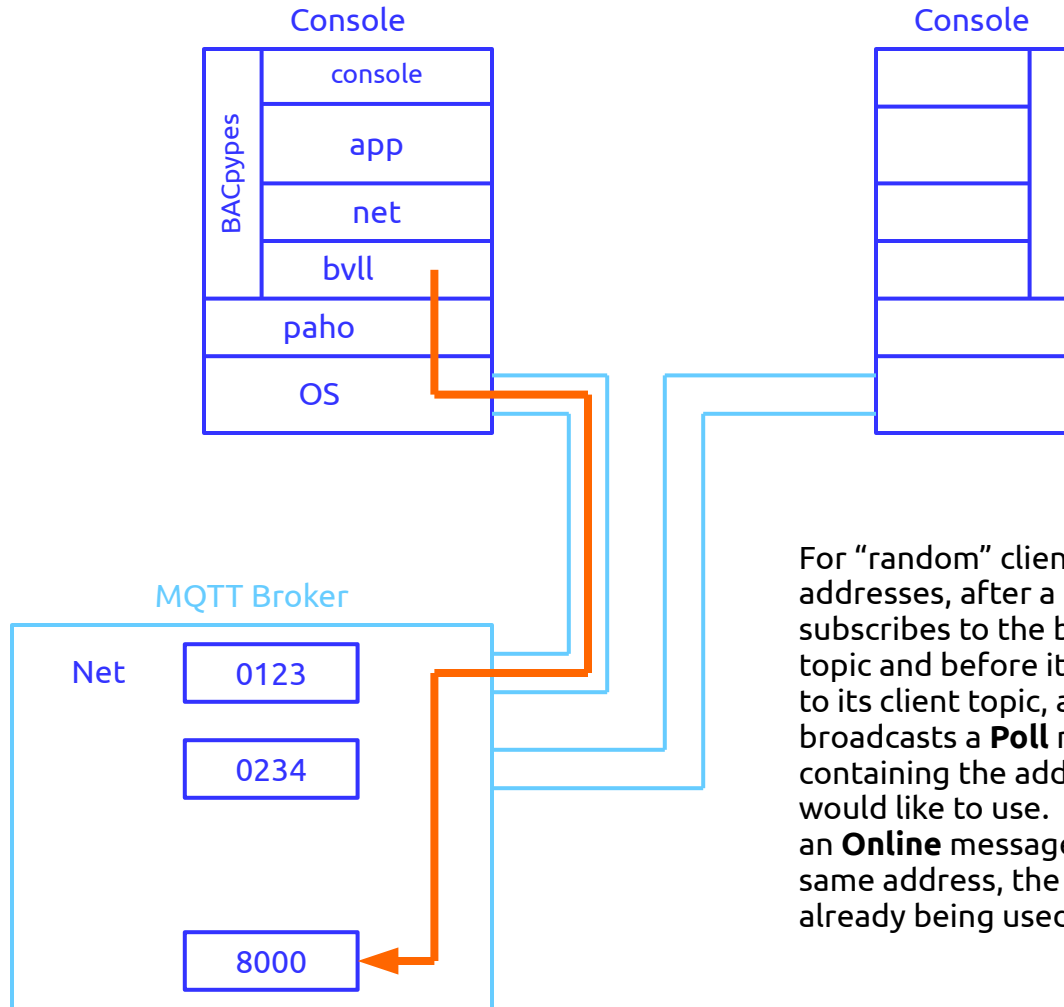 Console
Console
console
BACpypes
app
net
bvll
paho
OS
MQTT Broker
Net
0123
0234
8000
For “random” clien
addresses, after a
subscribes to the b
topic and before it
to its client topic, a
broadcasts a Poll
containing the add
would like to use.
an Online message
same address, the
already being used